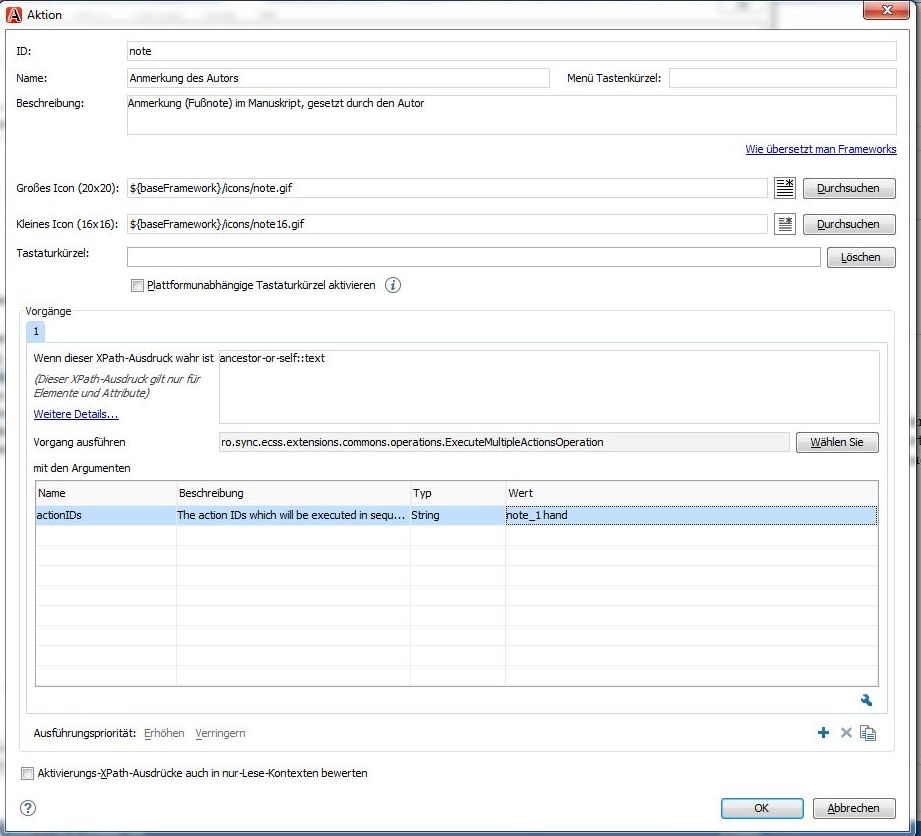 Aktion
ID: note
Name: Anmerkung des Autors Menü Tastenkürzel:
Beschreibung: Anmerkung (Fußnote) im Manuskript, gesetzt durch den Autor
Wie übersetzt man Frameworks
Großes Icon (20x20): ${baseFramework}/icons/note.gif Durchsuchen
Kleines Icon (16x16): ${baseFramework}/icons/note16.gif Durchsuchen
Tastaturkürzel: Löschen
Plattformunabhängige Tastaturkürzel aktivieren
Vorgänge
1
Wenn dieser XPath-Ausdruck wahr ist ancestor-or-self::text
(Dieser XPath-Ausdruck gilt nur für
Elemente und Attribute)
Weitere Details...
Vorgang ausführen ro.sync.ecss.extensions.commons.operations.ExecuteMultipleActionsOperation Wählen Sie
mit den Argumenten
Name Beschreibung Typ Wert
actionIDs The action IDs which will be executed in sequ... String note_1 hand
Ausführungspriorität: Erhöhen Verringern
Aktivierungs-XPath-Ausdrücke auch in nur-Lese-Kontexten bewerten
OK Abbrechen